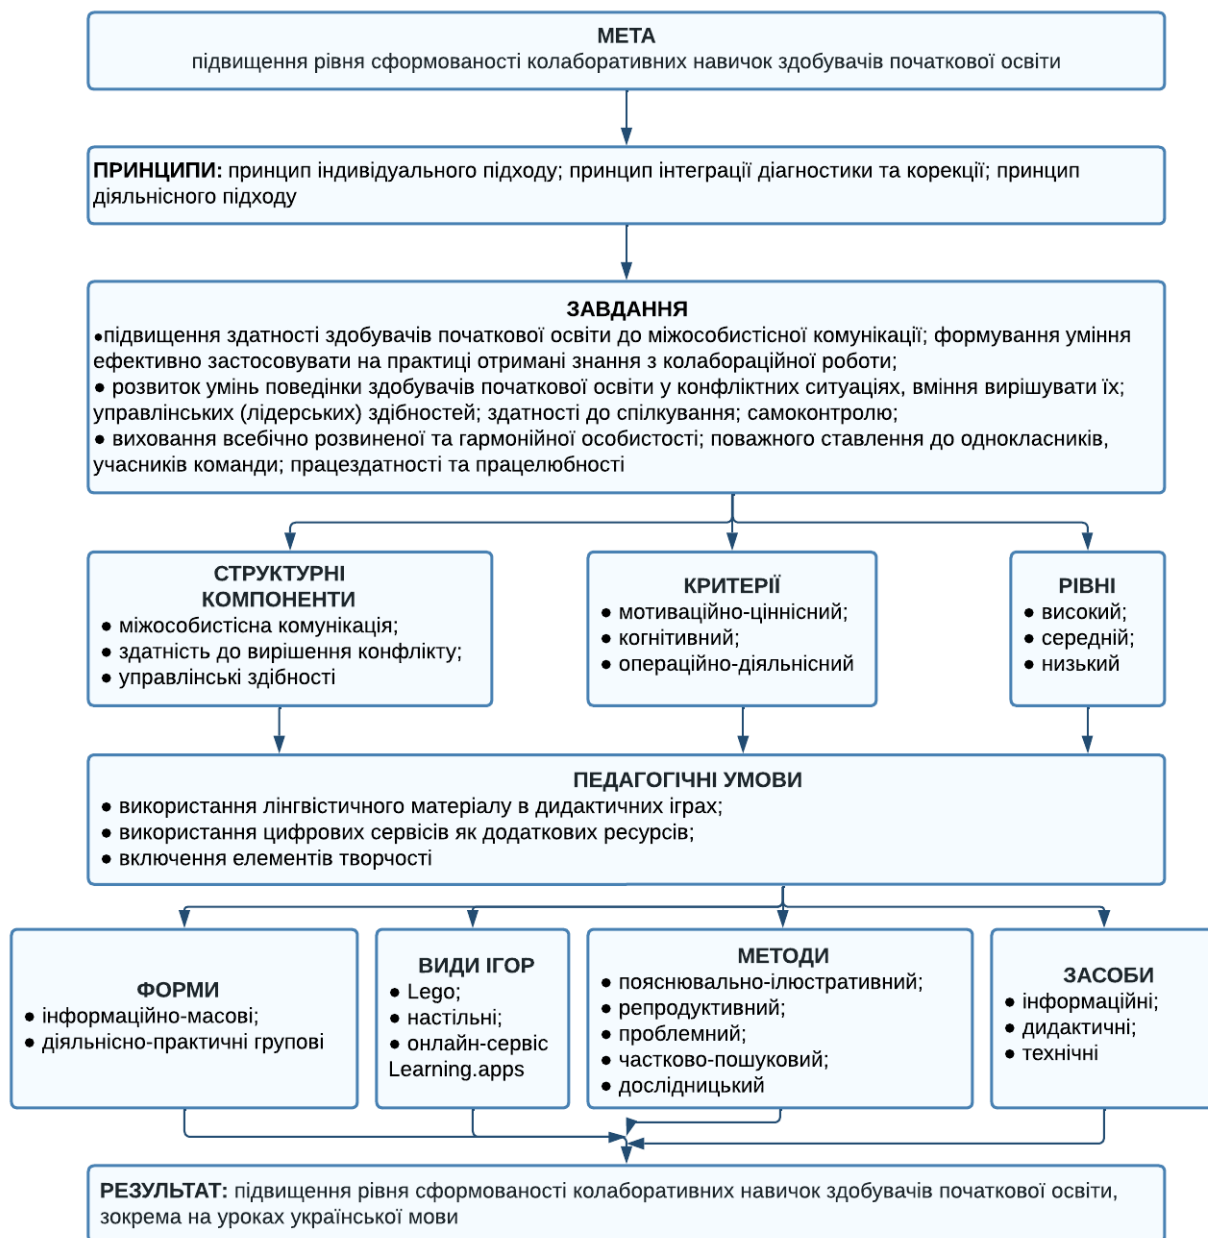 МЕТА
підвищення рівня сформованості колаборативних навичок здобувачів початкової освіти
ПРИНЦИПИ: принцип індивідуального підходу; принцип інтеграції діагностики та корекції; принцип
діяльнісного підходу
ЗАВДАННЯ
●підвищення здатності здобувачів початкової освіти до міжособистісної комунікації; формування уміння
ефективно застосовувати на практиці отримані знання з колабораційної роботи;
● розвиток умінь поведінки здобувачів початкової освіти у конфліктних ситуаціях, вміння вирішувати їх;
управлінських (лідерських) здібностей; здатності до спілкування; самоконтролю;
● виховання всебічно розвиненої та гармонійної особистості; поважного ставлення до однокласників,
учасників команди; працездатності та працелюбності
СТРУКТУРНІ
КОМПОНЕНТИ
● міжособистісна комунікація;
● здатність до вирішення конфлікту;
● управлінські здібності
КРИТЕРІЇ
● мотиваційно-ціннісний;
● когнітивний;
● операційно-діяльнісний
РІВНІ
● високий;
● середній;
● низький
ПЕДАГОГІЧНІ УМОВИ
● використання лінгвістичного матеріалу в дидактичних іграх;
● використання цифрових сервісів як додаткових ресурсів;
● включення елементів творчості
ФОРМИ
● інформаційно-масові;
● діяльнісно-практичні групові
ВИДИ ІГОР
● Lego;
● настільні;
● онлайн-сервіс
Learning.apps
МЕТОДИ
● пояснювально-ілюстративний;
● репродуктивний;
● проблемний;
● частково-пошуковий;
● дослідницький
ЗАСОБИ
● інформаційні;
● дидактичні;
● технічні
РЕЗУЛЬТАТ: підвищення рівня сформованості колаборативних навичок здобувачів початкової освіти,
зокрема на уроках української мови